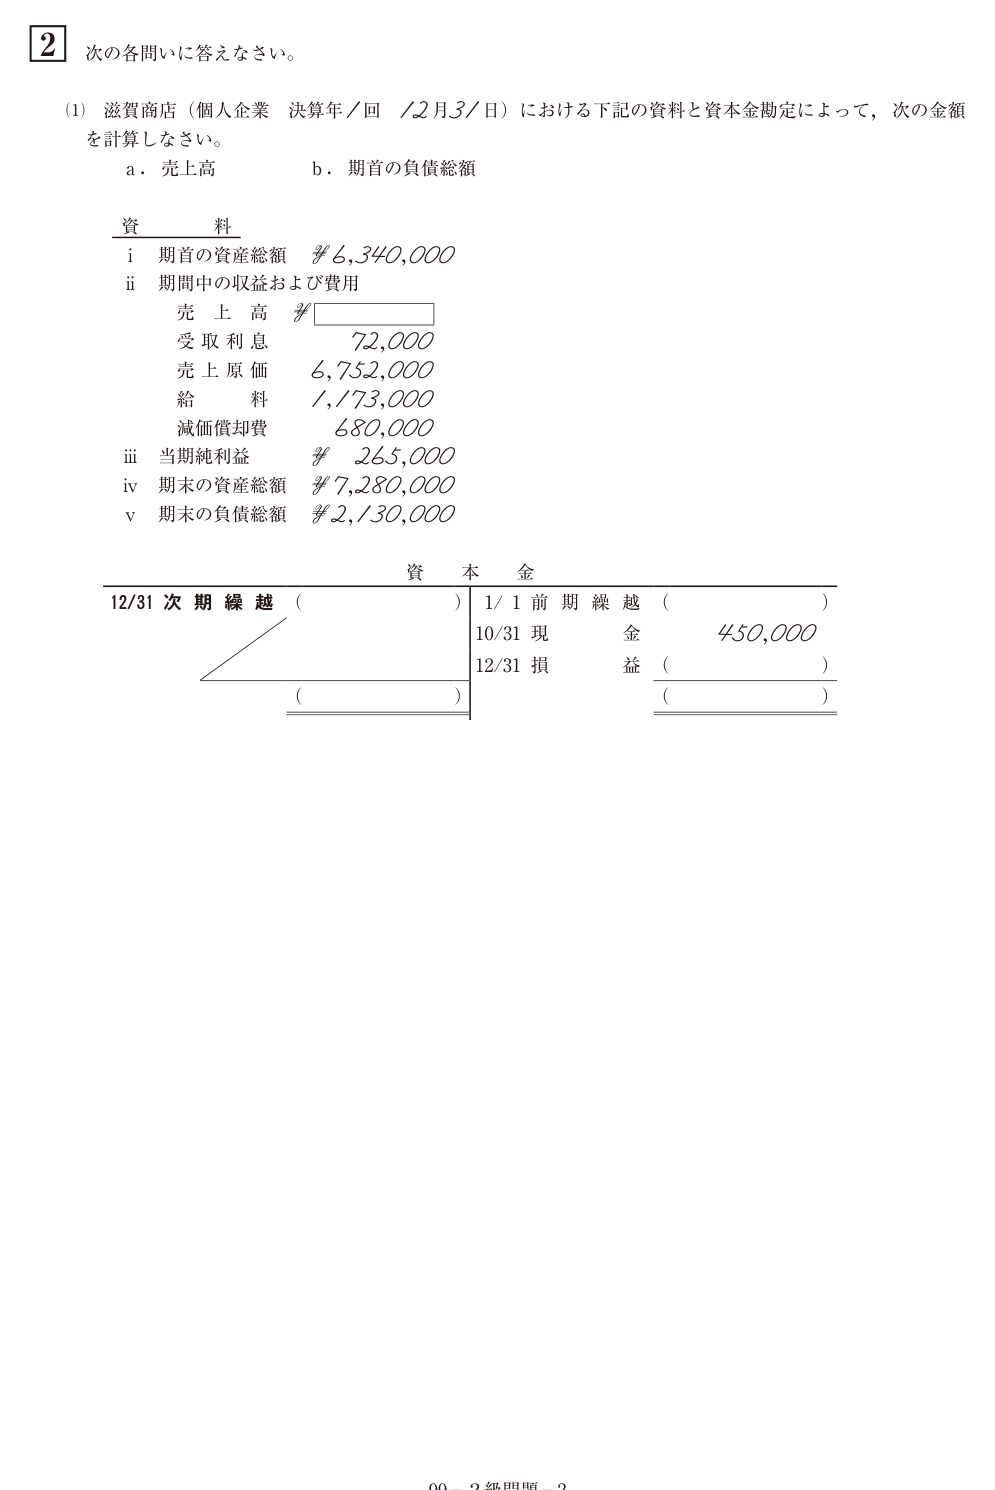 2 次の各問いに答えなさい。
(1) 滋賀商店（個人企業 決算年1回 12月31日）における下記の資料と資本金勘定によって，次の金額
を計算しなさい。
a．売上高 b．期首の負債総額
資 料
ⅰ 期首の資産総額 ¥6,340,000
ⅱ 期間中の収益および費用
売上高 ¥
受取利息 72,000
売上原価 6,752,000
給料 1,173,000
減価償却費 680,000
ⅲ 当期純利益 ¥ 265,000
ⅳ 期末の資産総額 ¥7,280,000
ⅴ 期末の負債総額 ¥2,130,000
資 本 金
12/31 次期繰越 ( ) 1/ 1 前期繰越 ( )
10/31 現金 450,000
12/31 損益 ( )
( ) ( )